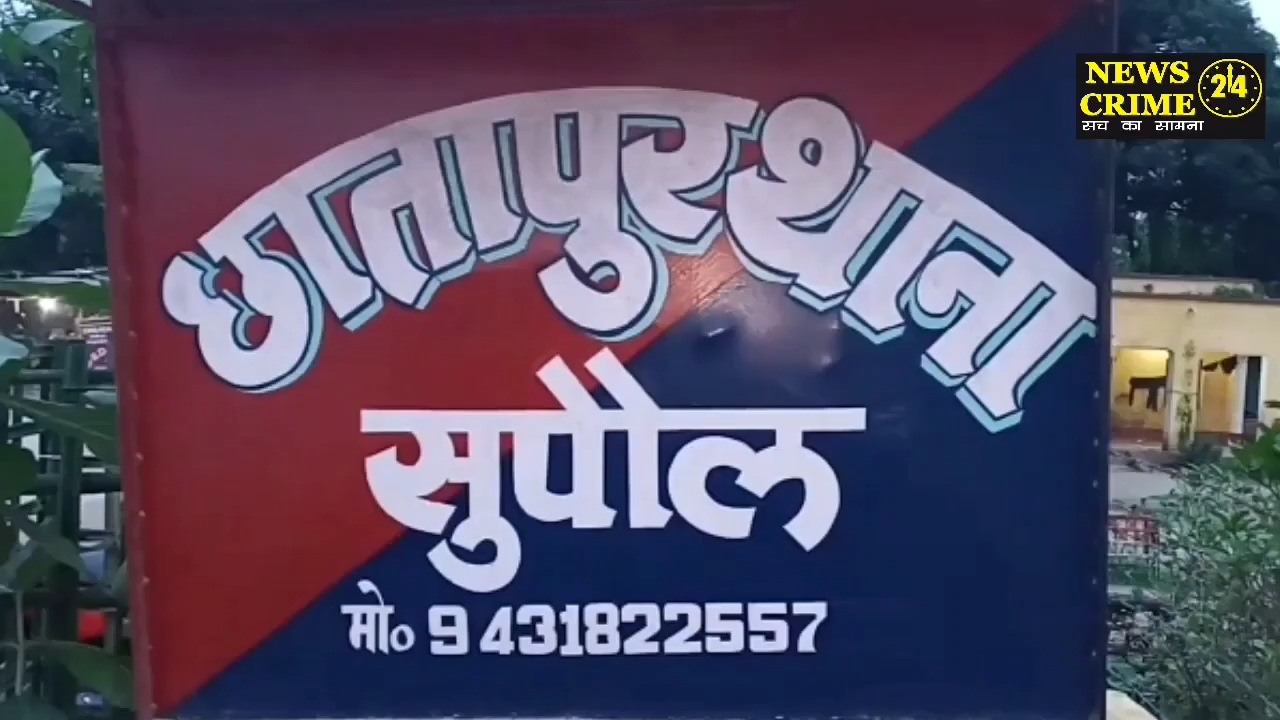 छातापुर थाना
सुपौल
मो० 9431822557
NEWS
CRIME
24
सच का सामना